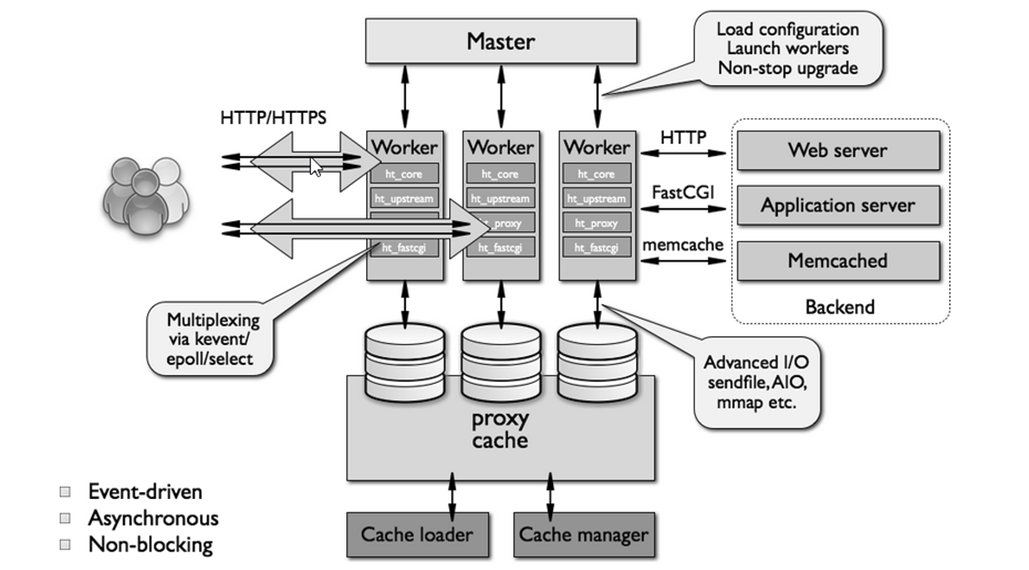 Master
Load configuration
Launch workers
Non-stop upgrade
HTTP/HTTPS
Worker
ht_core
ht_upstream
ht_fastcgi
Worker
ht_core
ht_upstream
_proxy
ht_fastcgi
Worker
ht_core
ht_upstream
ht_proxy
ht_fastcgi
HTTP
FastCGI
memcache
Web server
Application server
Memcached
Backend
Multiplexing
via kevent/
epoll/select
Advanced I/O
sendfile, AIO,
mmap etc.
proxy
cache
Cache loader
Cache manager
Event-driven
Asynchronous
Non-blocking